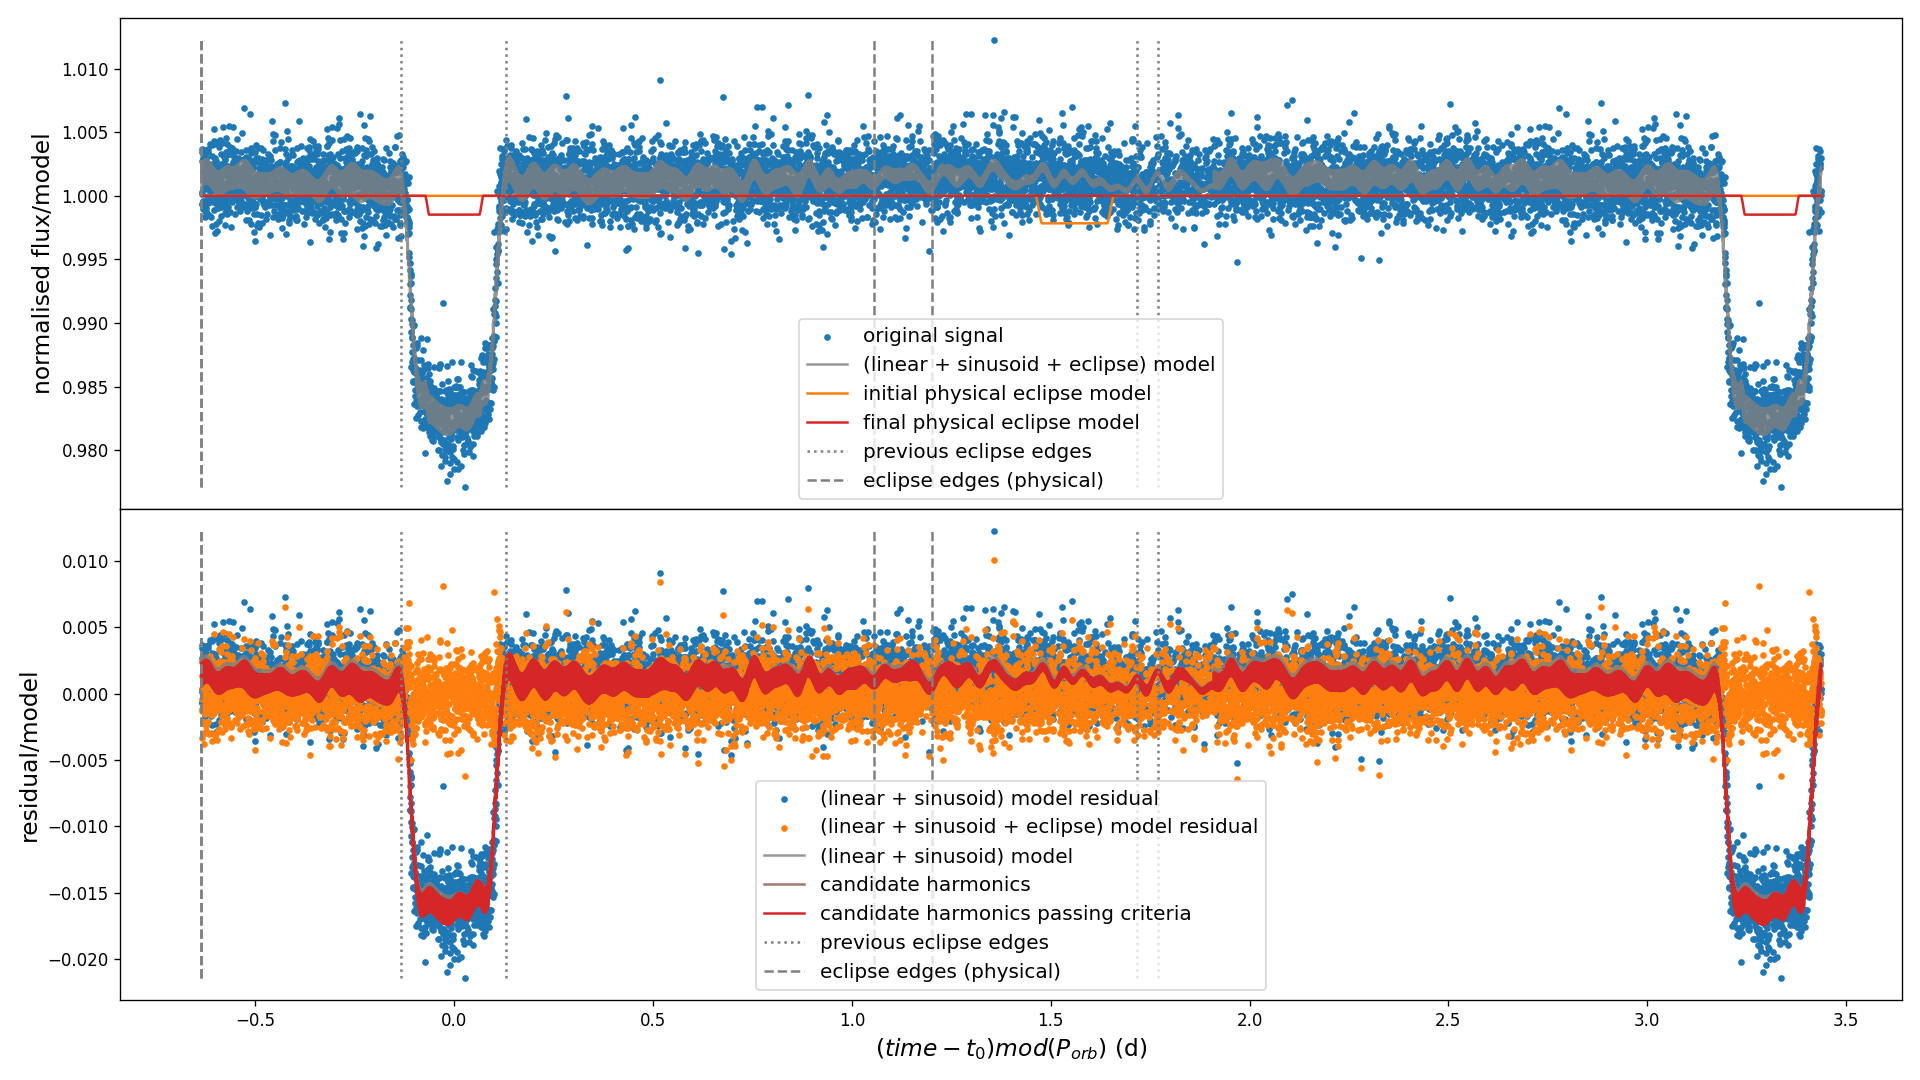 normalised flux/model
1.010
1.005
1.000
0.995
0.990
0.985
0.980
original signal
(linear + sinusoid + eclipse) model
initial physical eclipse model
final physical eclipse model
previous eclipse edges
eclipse edges (physical)
residual/model
0.010
0.005
0.000
−0.005
−0.010
−0.015
−0.020
(linear + sinusoid) model residual
(linear + sinusoid + eclipse) model residual
(linear + sinusoid) model
candidate harmonics
candidate harmonics passing criteria
previous eclipse edges
eclipse edges (physical)
−0.5 0.0 0.5 1.0 1.5 2.0 2.5 3.0 3.5
(time − t₀)mod(P_orb) (d)